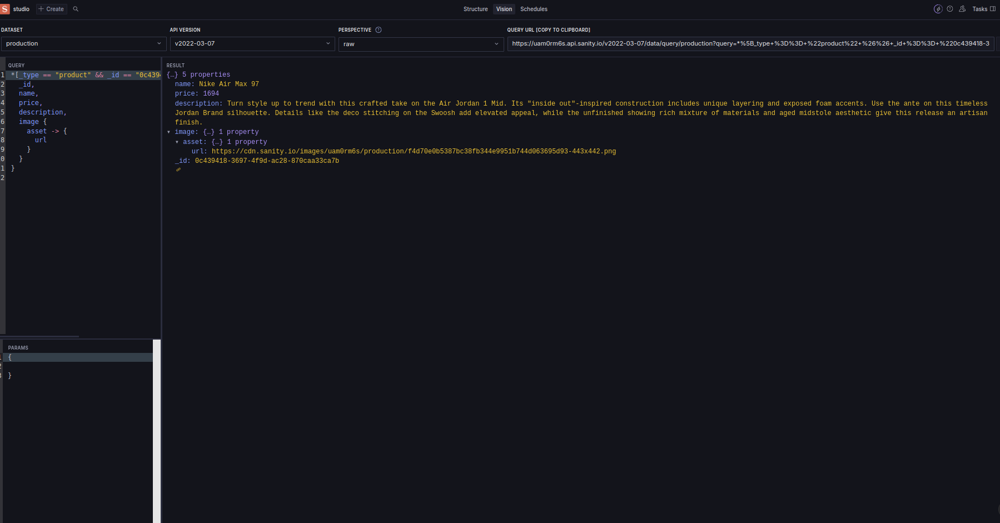 S studio + Create Structure Vision Schedules Tasks
DATASET API VERSION PERSPECTIVE ? QUERY URL [COPY TO CLIPBOARD]
production v2022-03-07 raw https://uam0rm6s.api.sanity.io/v2022-03-07/data/query/production?query=*%5B_type+%3D%3D+%22product%22+%26%26+_id+%3D%3D+%220c439418-3
QUERY
1 *[_type == "product" && _id == "0c439
2 _id,
3 name,
4 price,
5 description,
6 image {
7 asset -> {
8 url
9 }
0 }
1 }
2
RESULT
{…} 5 properties
name: Nike Air Max 97
price: 1694
description: Turn style up to trend with this crafted take on the Air Jordan 1 Mid. Its "inside out"-inspired construction includes unique layering and exposed foam accents. Use the ante on this timeless
Jordan Brand silhouette. Details like the deco stitching on the Swoosh add elevated appeal, while the unfinished showing rich mixture of materials and aged midstole aesthetic give this release an artisan
finish.
image: {…} 1 property
asset: {…} 1 property
url: https://cdn.sanity.io/images/uam0rm6s/production/f4d70e0b5387bc38fb344e9951b744d063695d93-443x442.png
_id: 0c439418-3697-4f9d-ac28-870caa33ca7b
PARAMS
1 {
2
3 }